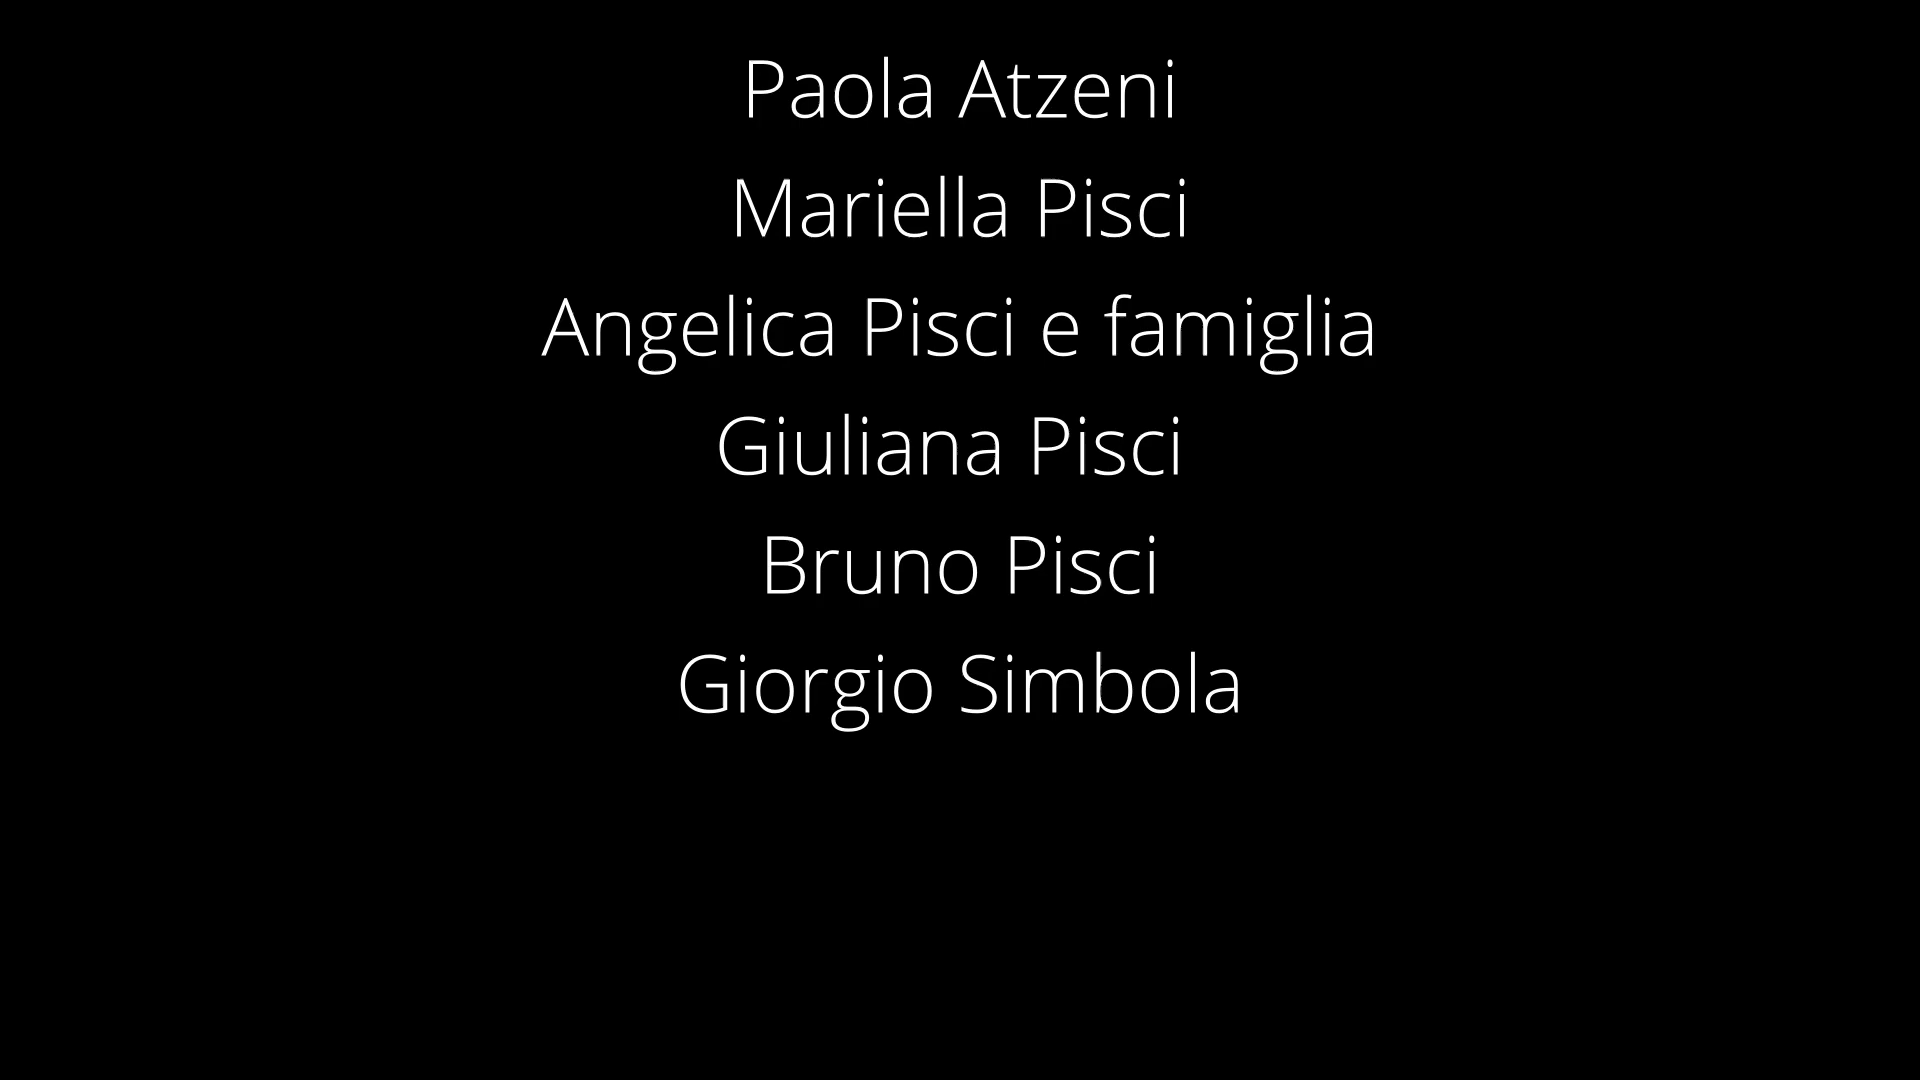 Paola Atzeni
Mariella Pisci
Angelica Pisci e famiglia
Giuliana Pisci
Bruno Pisci
Giorgio Simbola